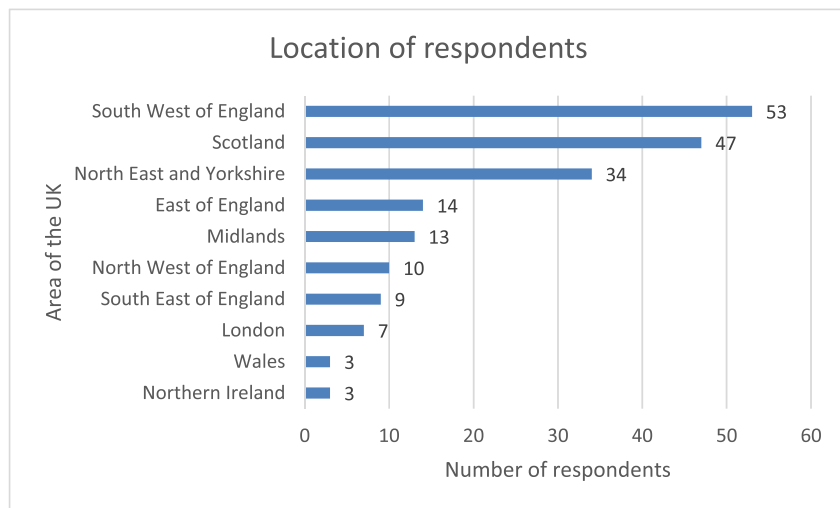 Location of respondents
Area of the UK
South West of England 53
Scotland 47
North East and Yorkshire 34
East of England 14
Midlands 13
North West of England 10
South East of England 9
London 7
Wales 3
Northern Ireland 3
0 10 20 30 40 50 60
Number of respondents